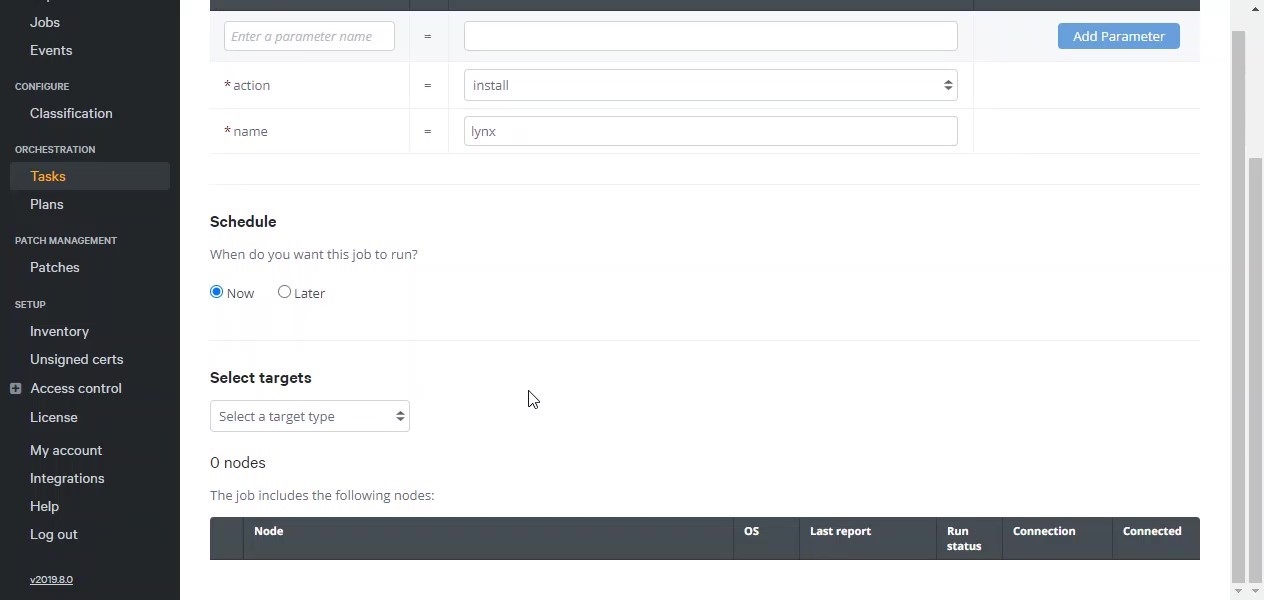 Jobs
Events
CONFIGURE
Classification
ORCHESTRATION
Tasks
Plans
PATCH MANAGEMENT
Patches
SETUP
Inventory
Unsigned certs
Access control
License
My account
Integrations
Help
Log out
v2019.8.0
Enter a parameter name = Add Parameter
* action = install
* name = lynx
Schedule
When do you want this job to run?
Now Later
Select targets
Select a target type
0 nodes
The job includes the following nodes:
Node OS Last report Run status Connection Connected